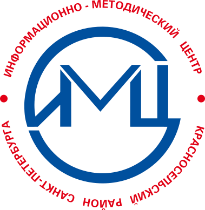 ИНФОРМАЦИОННО - МЕТОДИЧЕСКИЙ ЦЕНТР
ИМЦ
КРАСНОСЕЛЬСКИЙ РАЙОН САНКТ-ПЕТЕРБУРГА